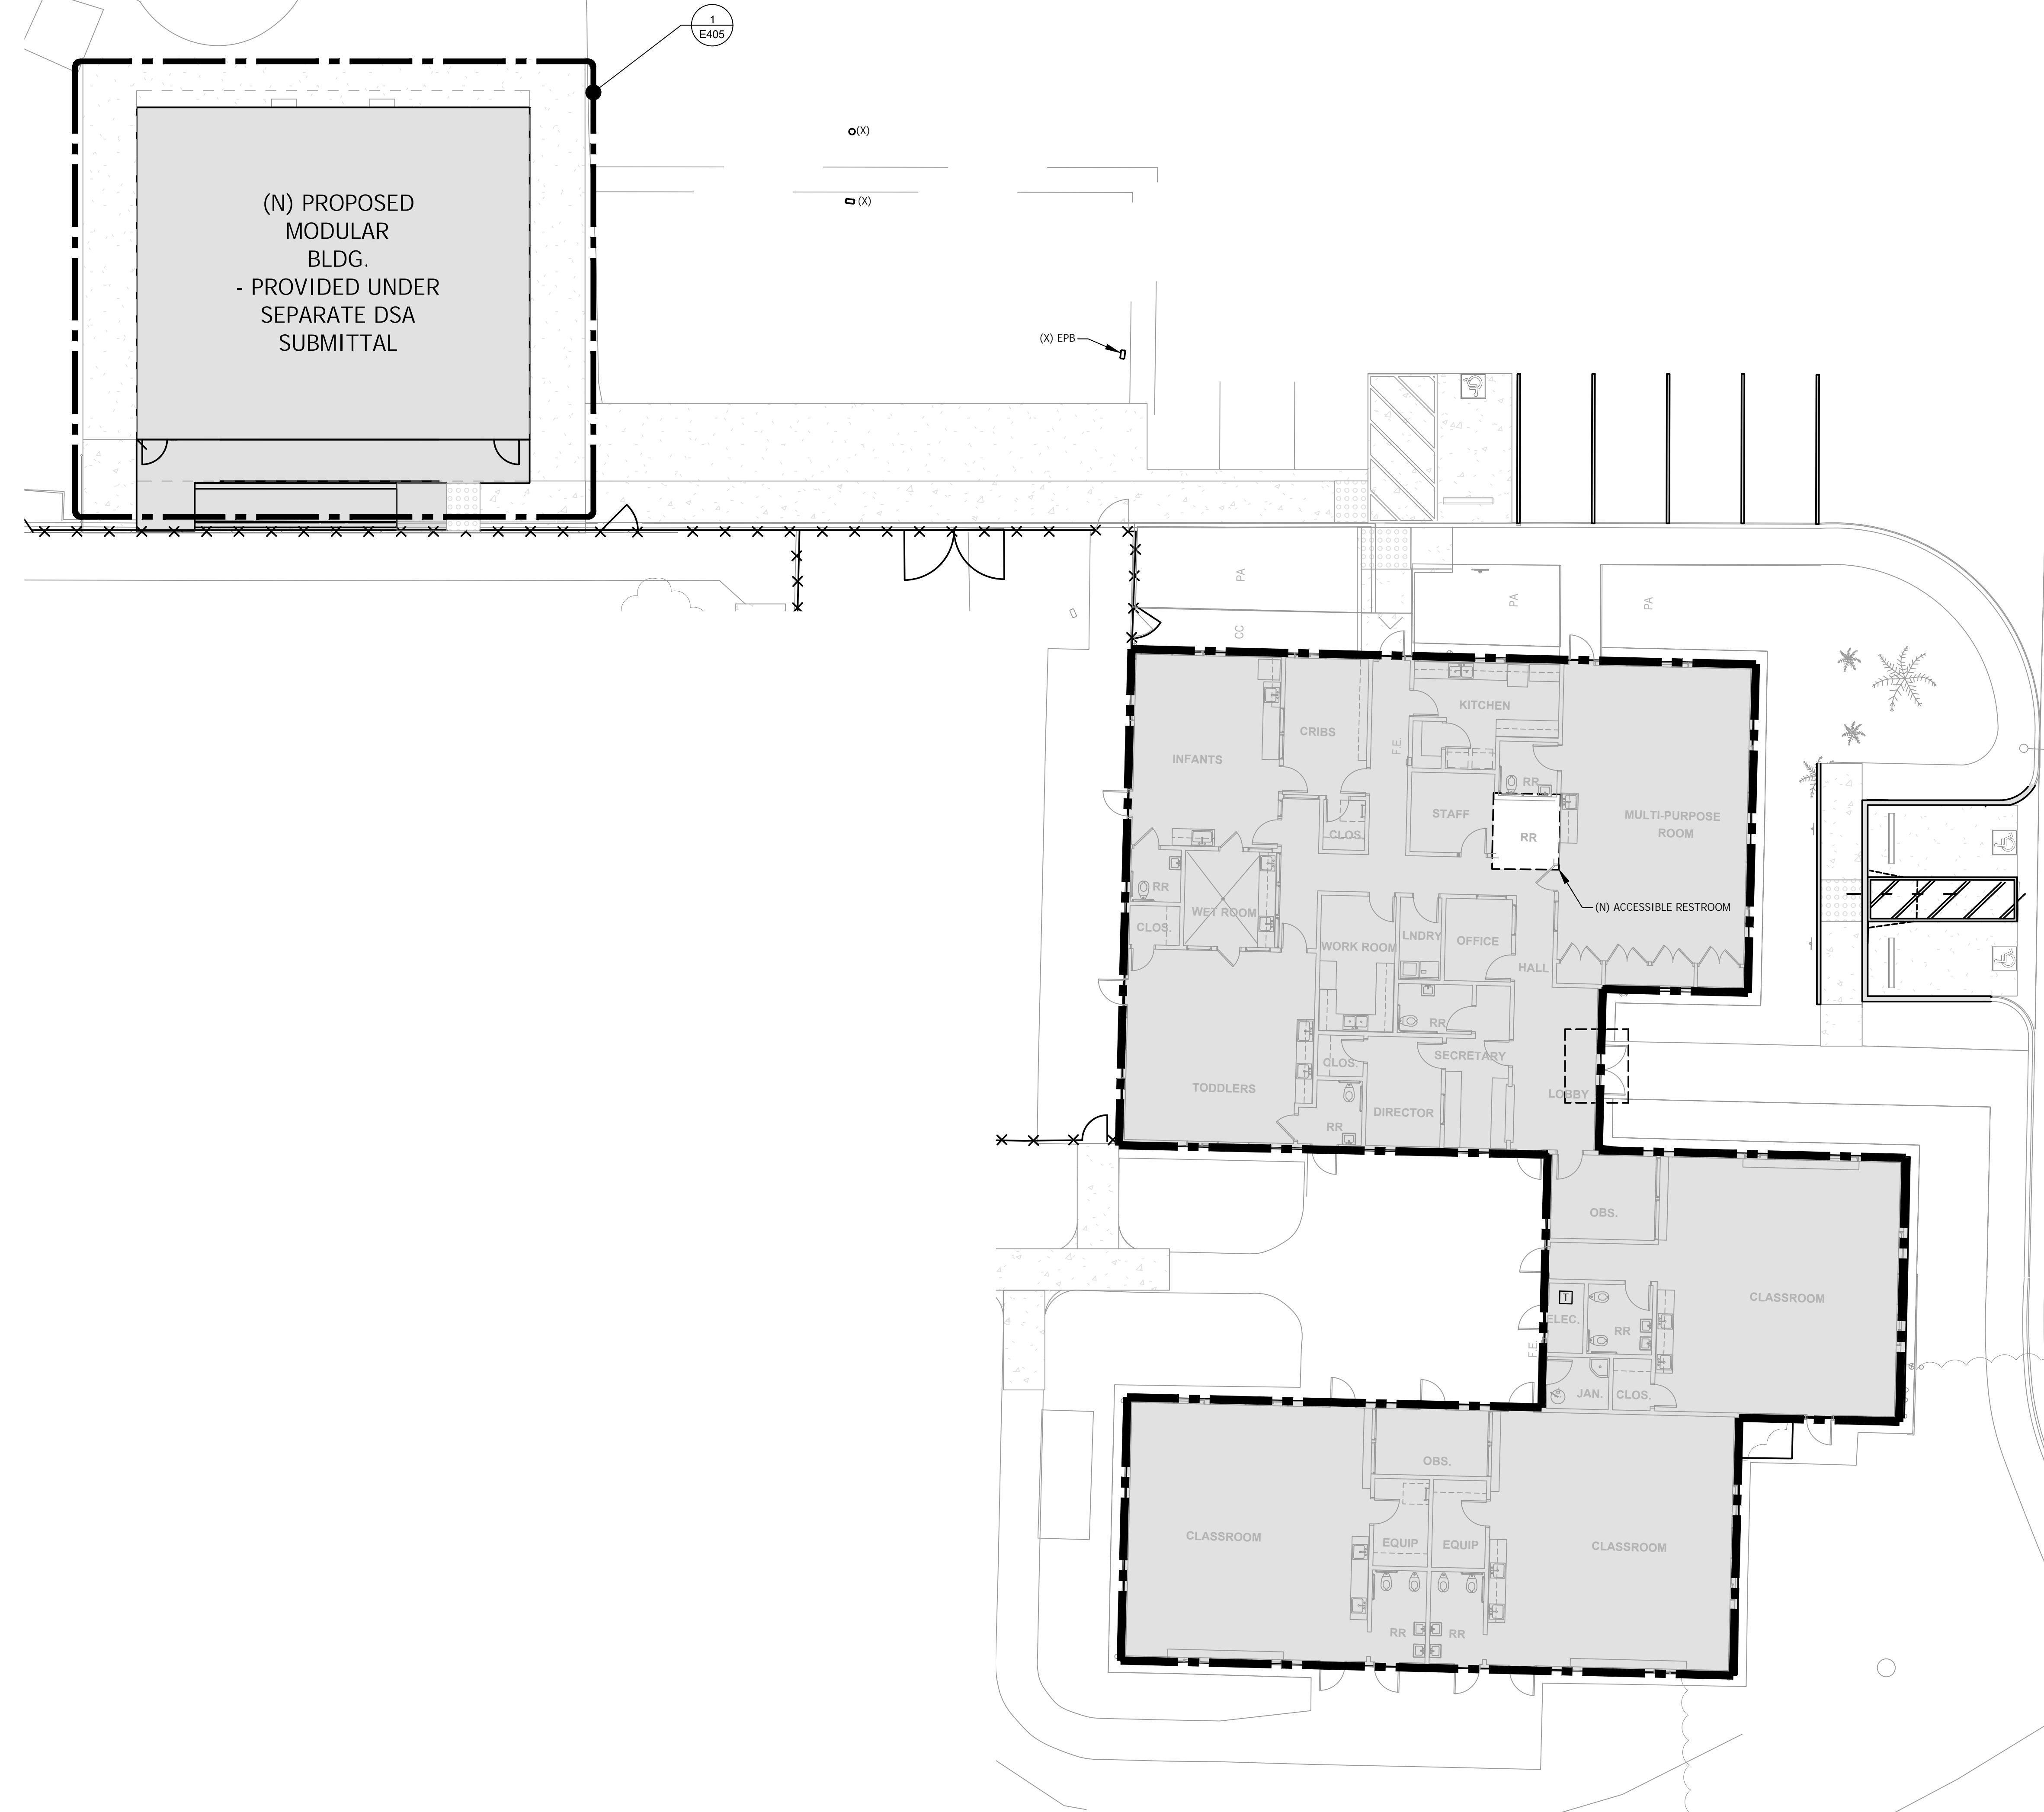 1
E405
(N) PROPOSED
MODULAR
BLDG.
- PROVIDED UNDER
SEPARATE DSA
SUBMITTAL
(X)
(X)
(X) EPB
PA
PA
PA
CC
KITCHEN
CRIBS
F.E.
INFANTS
RR
STAFF
MULTI-PURPOSE
ROOM
CLOS.
RR
RR
(N) ACCESSIBLE RESTROOM
WET ROOM
CLOS.
WORK ROOM
LNDRY
OFFICE
HALL
RR
SECRETARY
CLOS.
TODDLERS
LOBBY
DIRECTOR
RR
OBS.
CLASSROOM
T
ELEC.
RR
F.E.
JAN.
CLOS.
OBS.
CLASSROOM
EQUIP
EQUIP
CLASSROOM
RR
RR